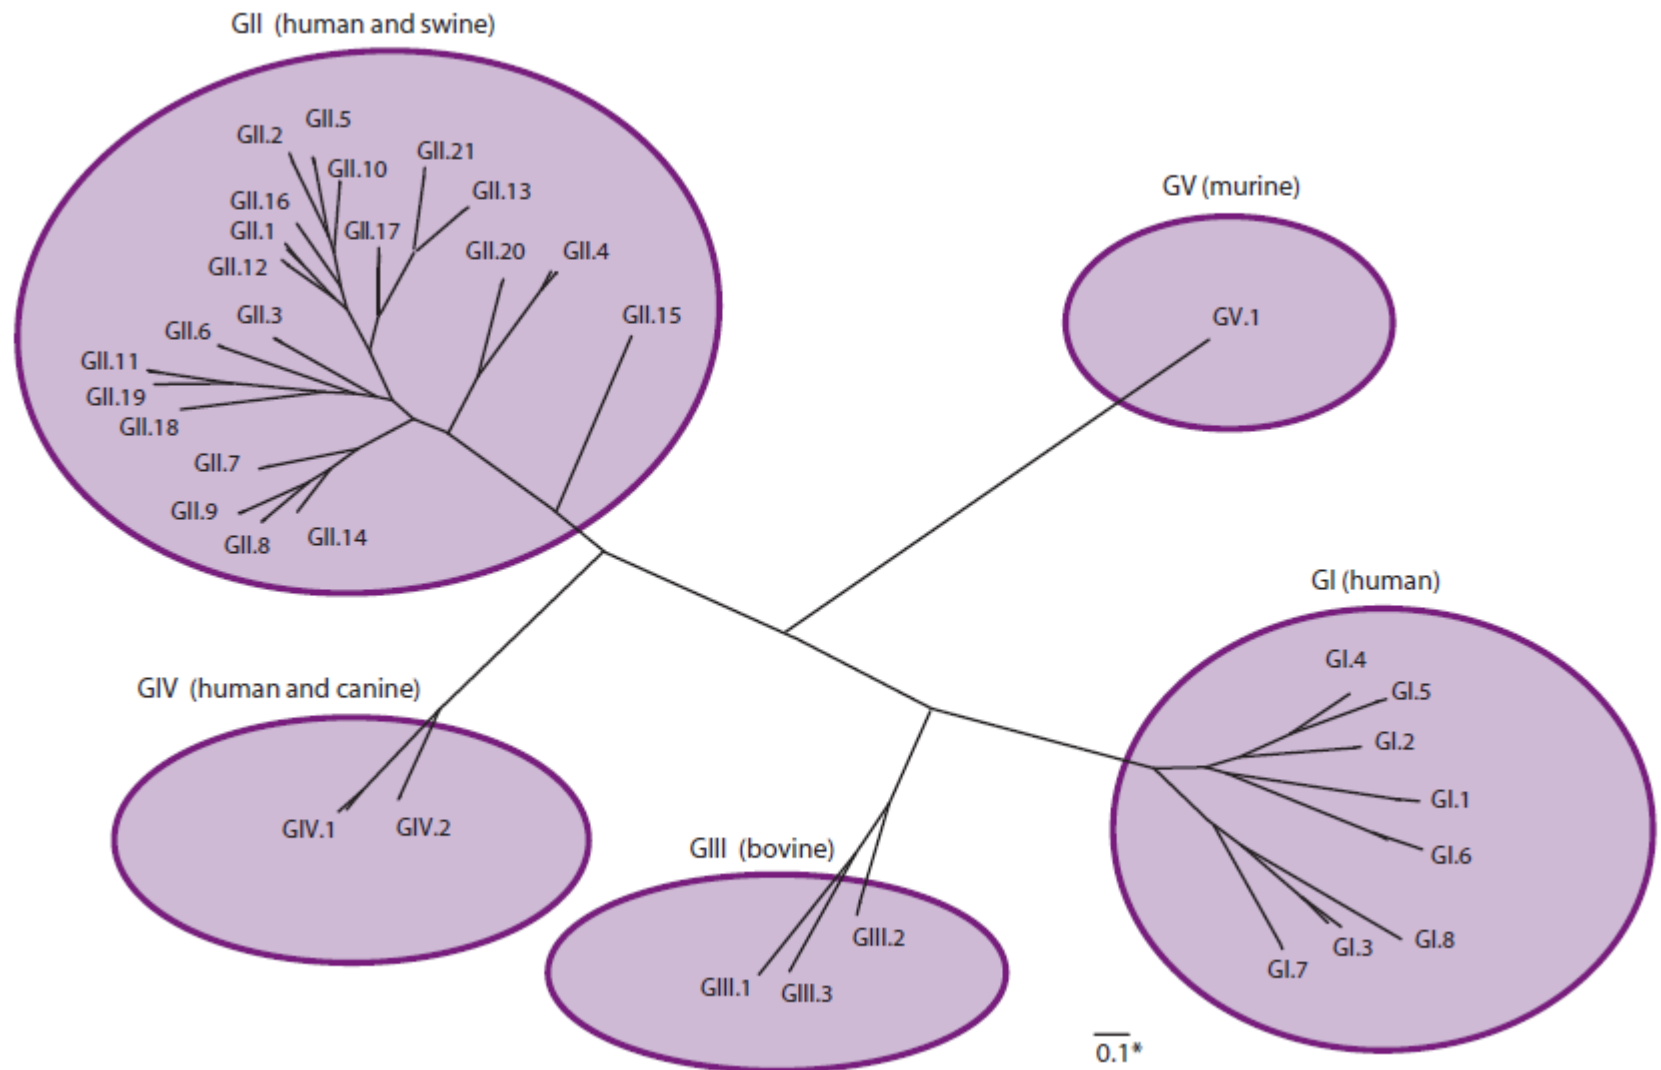 GII (human and swine)
GII.5
GII.2
GII.21
GII.10
GII.13
GII.16
GII.1
GII.17
GII.20
GII.4
GII.12
GII.3
GII.15
GII.6
GII.11
GII.19
GII.18
GII.7
GII.9
GII.8
GII.14
GV (murine)
GV.1
GI (human)
GI.4
GI.5
GI.2
GI.1
GI.6
GI.8
GI.3
GI.7
GIV (human and canine)
GIV.1
GIV.2
GIII (bovine)
GIII.2
GIII.1
GIII.3
0.1*